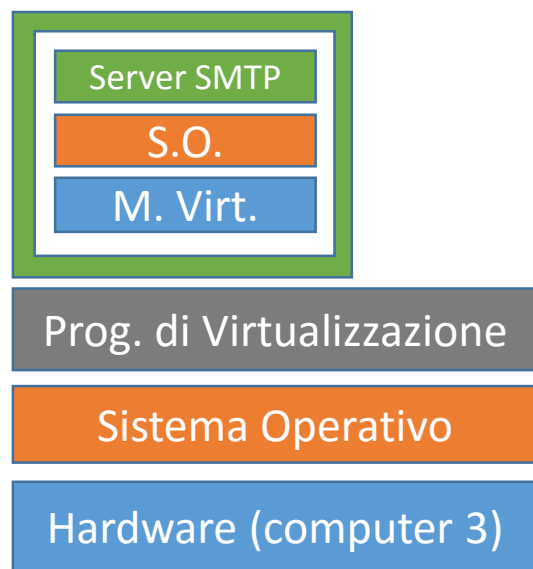 Server SMTP
S.O.
M. Virt.
Prog. di Virtualizzazione
Sistema Operativo
Hardware (computer 3)